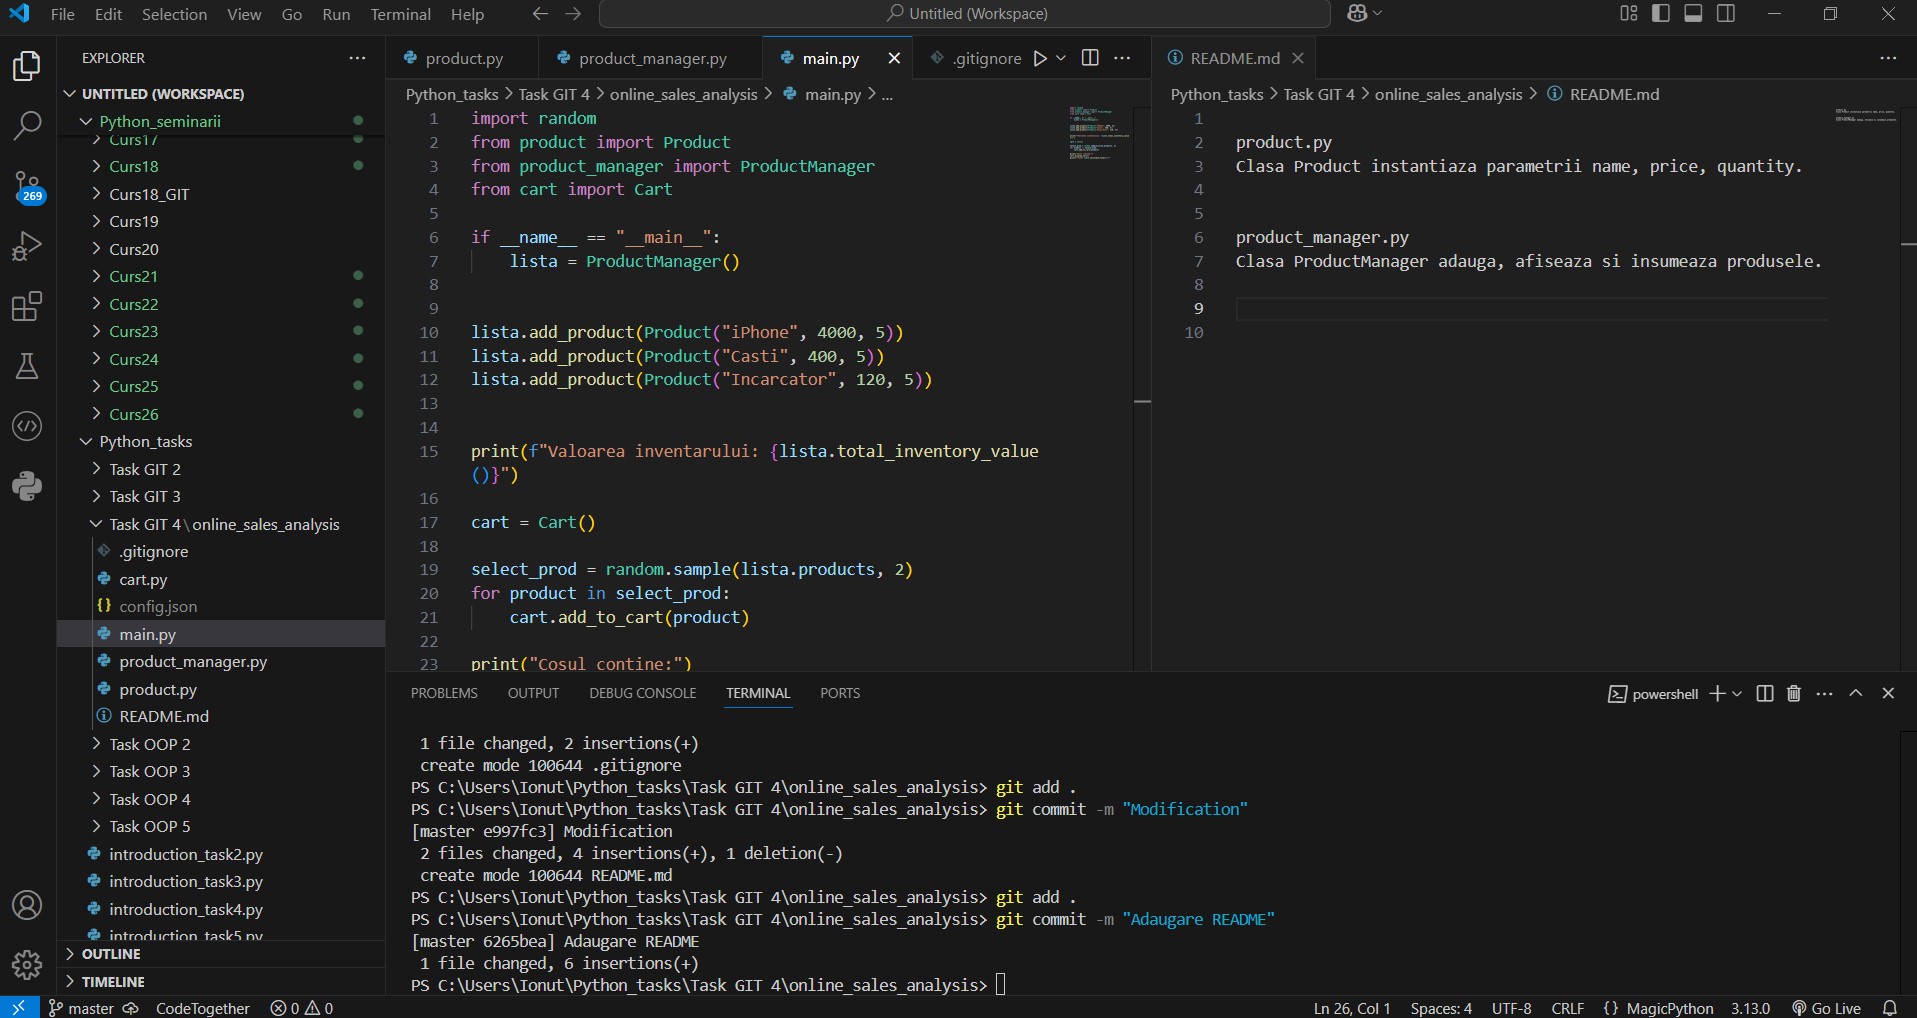 File Edit Selection View Go Run Terminal Help
Untitled (Workspace)
EXPLORER
UNTITLED (WORKSPACE)
Python_seminarii
Curs17
Curs18
Curs18_GIT
Curs19
Curs20
Curs21
Curs22
Curs23
Curs24
Curs25
Curs26
Python_tasks
Task GIT 2
Task GIT 3
Task GIT 4\online_sales_analysis
.gitignore
cart.py
config.json
main.py
product_manager.py
product.py
README.md
Task OOP 2
Task OOP 3
Task OOP 4
Task OOP 5
introduction_task2.py
introduction_task3.py
introduction_task4.py
introduction_task5.py
OUTLINE
TIMELINE
269
product.py product_manager.py main.py .gitignore
Python_tasks > Task GIT 4 > online_sales_analysis > main.py > ...
1 import random
2 from product import Product
3 from product_manager import ProductManager
4 from cart import Cart
5
6 if __name__ == "__main__":
7 lista = ProductManager()
8
9
10 lista.add_product(Product("iPhone", 4000, 5))
11 lista.add_product(Product("Casti", 400, 5))
12 lista.add_product(Product("Incarcator", 120, 5))
13
14
15 print(f"Valoarea inventarului: {lista.total_inventory_value
()}")
16
17 cart = Cart()
18
19 select_prod = random.sample(lista.products, 2)
20 for product in select_prod:
21 cart.add_to_cart(product)
22
23 print("Cosul contine:")
README.md
Python_tasks > Task GIT 4 > online_sales_analysis > README.md
1
2 product.py
3 Clasa Product instantiaza parametrii name, price, quantity.
4
5
6 product_manager.py
7 Clasa ProductManager adauga, afiseaza si insumeaza produsele.
8
9
10
PROBLEMS OUTPUT DEBUG CONSOLE TERMINAL PORTS
powershell
1 file changed, 2 insertions(+)
create mode 100644 .gitignore
PS C:\Users\Ionut\Python_tasks\Task GIT 4\online_sales_analysis> git add .
PS C:\Users\Ionut\Python_tasks\Task GIT 4\online_sales_analysis> git commit -m "Modification"
[master e997fc3] Modification
2 files changed, 4 insertions(+), 1 deletion(-)
create mode 100644 README.md
PS C:\Users\Ionut\Python_tasks\Task GIT 4\online_sales_analysis> git add .
PS C:\Users\Ionut\Python_tasks\Task GIT 4\online_sales_analysis> git commit -m "Adaugare README"
[master 6265bea] Adaugare README
1 file changed, 6 insertions(+)
PS C:\Users\Ionut\Python_tasks\Task GIT 4\online_sales_analysis>
master CodeTogether 0 0 Ln 26, Col 1 Spaces: 4 UTF-8 CRLF {} MagicPython 3.13.0 Go Live